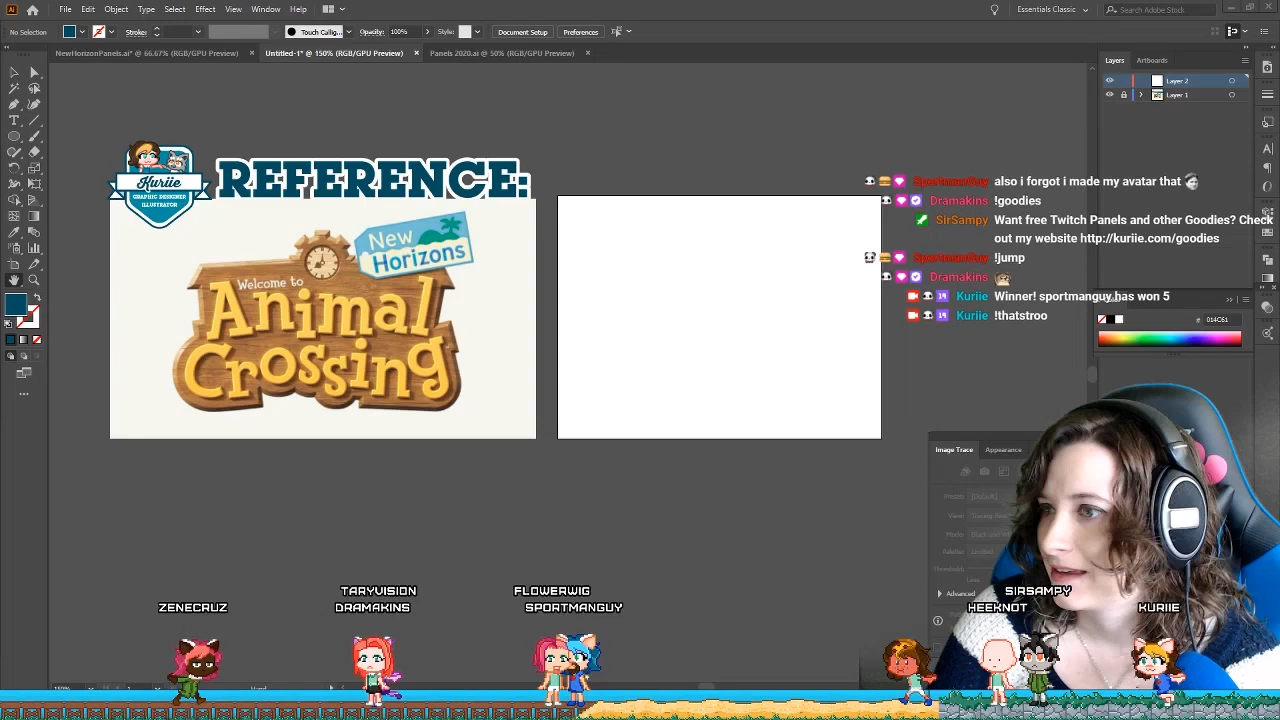 File Edit Object Type Select Effect View Window Help
Essentials Classic
Search Adobe Stock
No Selection
Stroke:
Touch Callig...
Opacity: 100%
Style:
Document Setup
Preferences
NewHorizonPanels.ai* @ 66.67% (RGB/GPU Preview)
Untitled-1* @ 150% (RGB/GPU Preview)
Panels 2020.ai @ 50% (RGB/GPU Preview)
Layers
Artboards
Layer 2
Layer 1
Kuriie
GRAPHIC DESIGNER
ILLUSTRATOR
REFERENCE:
New
Horizons
Welcome to
Animal
Crossing
SportmanGuy also i forgot i made my avatar that
Dramakins !goodies
SirSampy Want free Twitch Panels and other Goodies? Check
out my website http://kuriie.com/goodies
SportmanGuy !jump
Dramakins
Kuriie Winner! sportmanguy has won 5
Kuriie !thatstroo
# 014C61
Image Trace
Appearance
Preset:
Mode:
Palette:
Threshold:
Advanced
ZENECRUZ
TARYVISION
DRAMAKINS
FLOWERWIG
SPORTMANGUY
SIRSAMPY
HEEKNOT
KURIIE